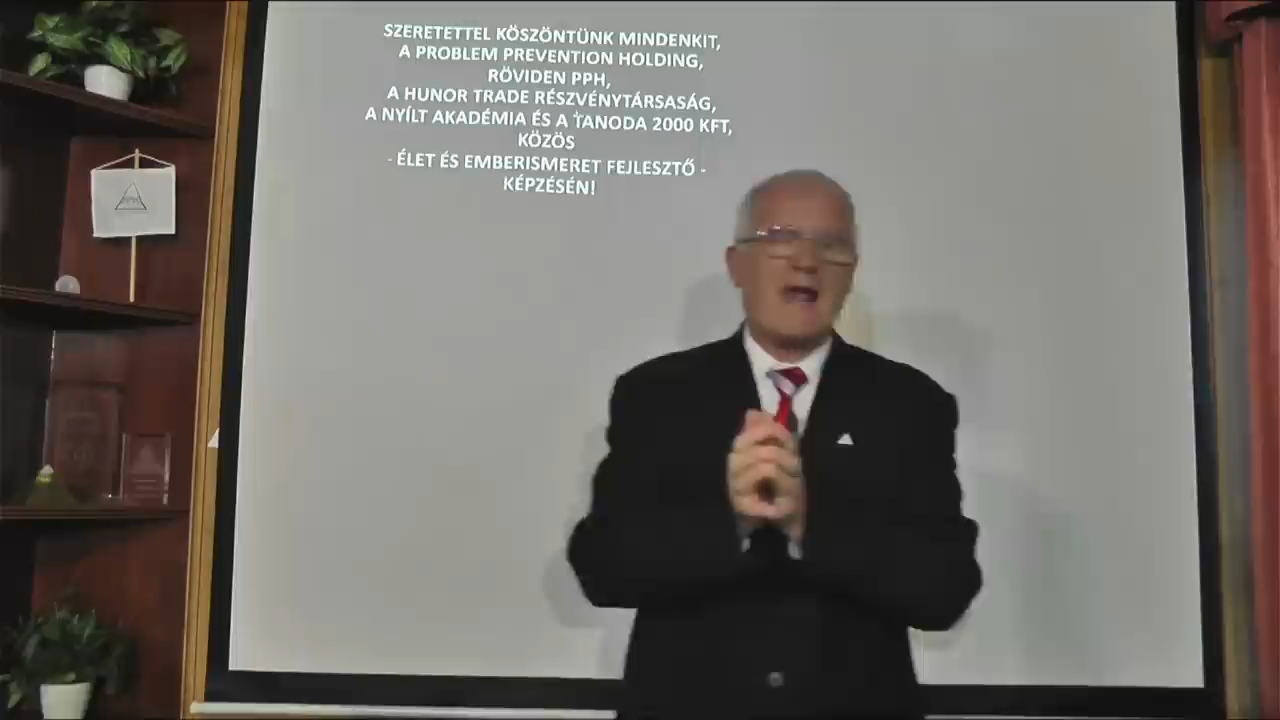 SZERETETTEL KÖSZÖNTÜNK MINDENKIT,
A PROBLEM PREVENTION HOLDING,
RÖVIDEN PPH,
A HUNOR TRADE RÉSZVÉNYTÁRSASÁG,
A NYÍLT AKADÉMIA ÉS A TANODA 2000 KFT,
KÖZÖS
- ÉLET ÉS EMBERISMERET FEJLESZTŐ -
KÉPZÉSÉN!
PPH